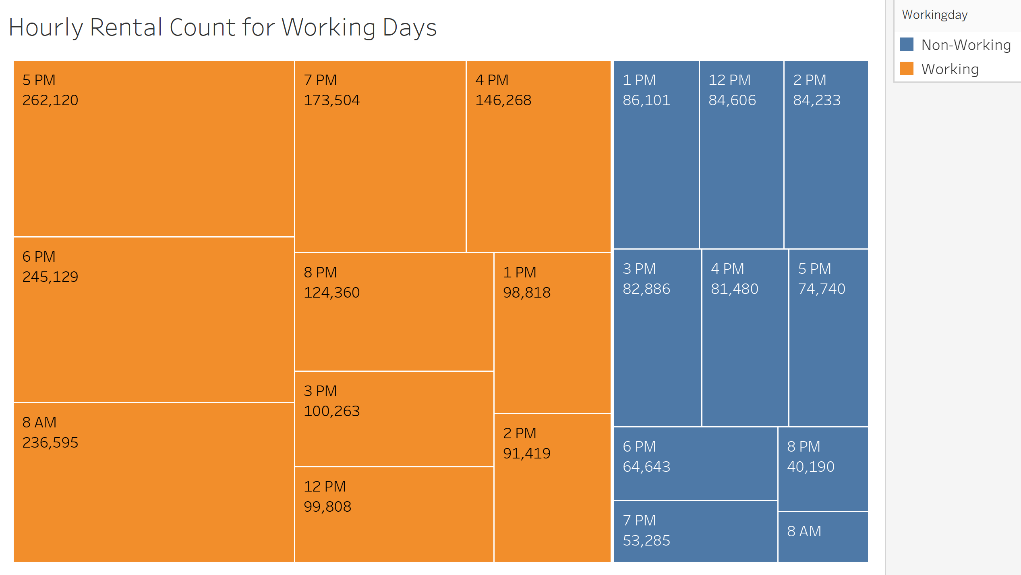 Hourly Rental Count for Working Days
5 PM
262,120
6 PM
245,129
8 AM
236,595
7 PM
173,504
4 PM
146,268
8 PM
124,360
3 PM
100,263
12 PM
99,808
1 PM
98,818
2 PM
91,419
1 PM
86,101
12 PM
84,606
2 PM
84,233
3 PM
82,886
4 PM
81,480
5 PM
74,740
6 PM
64,643
7 PM
53,285
8 PM
40,190
8 AM
Workingday
Non-Working
Working